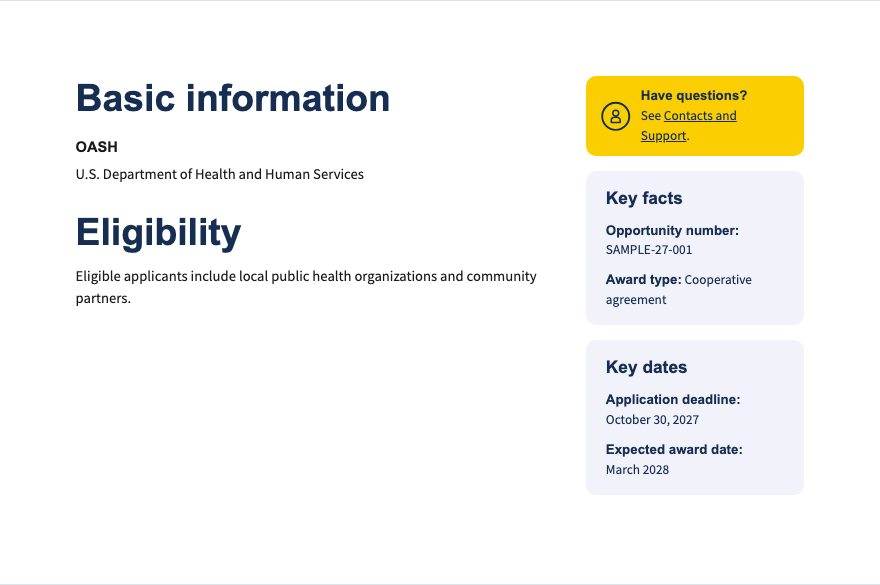 Basic information
OASH
U.S. Department of Health and Human Services
Eligibility
Eligible applicants include local public health organizations and community
partners.
Have questions?
See Contacts and
Support.
Key facts
Opportunity number:
SAMPLE-27-001
Award type: Cooperative
agreement
Key dates
Application deadline:
October 30, 2027
Expected award date:
March 2028